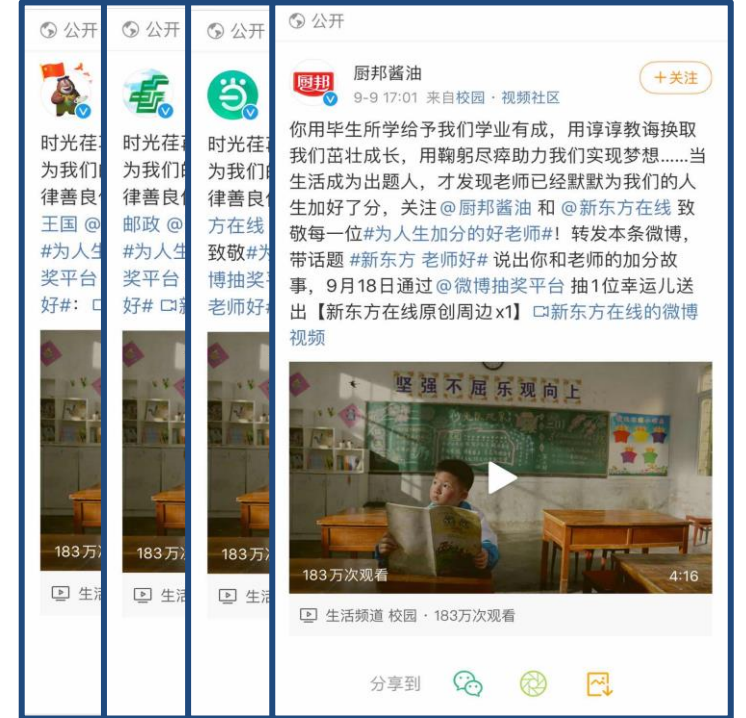 公开
时光荏
为我们
律善良
王国 @
#为人生
奖平台
好#:
183万
生活
公开
时光荏
为我们的
律善良
邮政 @
#为人生
奖平台
好#
183万
生活
公开
时光荏
为我们的
律善良
方在线
致敬#为
博抽奖
老师好#
183万
生活
公开
厨邦
厨邦酱油
+关注
9-9 17:01 来自校园·视频社区
你用毕生所学给予我们学业有成，用谆谆教诲换取
我们茁壮成长，用鞠躬尽瘁助力我们实现梦想......当
生活成为出题人，才发现老师已经默默为我们的人
生加好了分，关注@厨邦酱油 和 @新东方在线 致
敬每一位#为人生加分的好老师#！转发本条微博，
带话题 #新东方 老师好# 说出你和老师的加分故
事，9月18日通过@微博抽奖平台 抽1位幸运儿送
出【新东方在线原创周边x1】 新东方在线的微博
视频
坚强不屈乐观向上
183万次观看
4:16
生活频道 校园·183万次观看
分享到